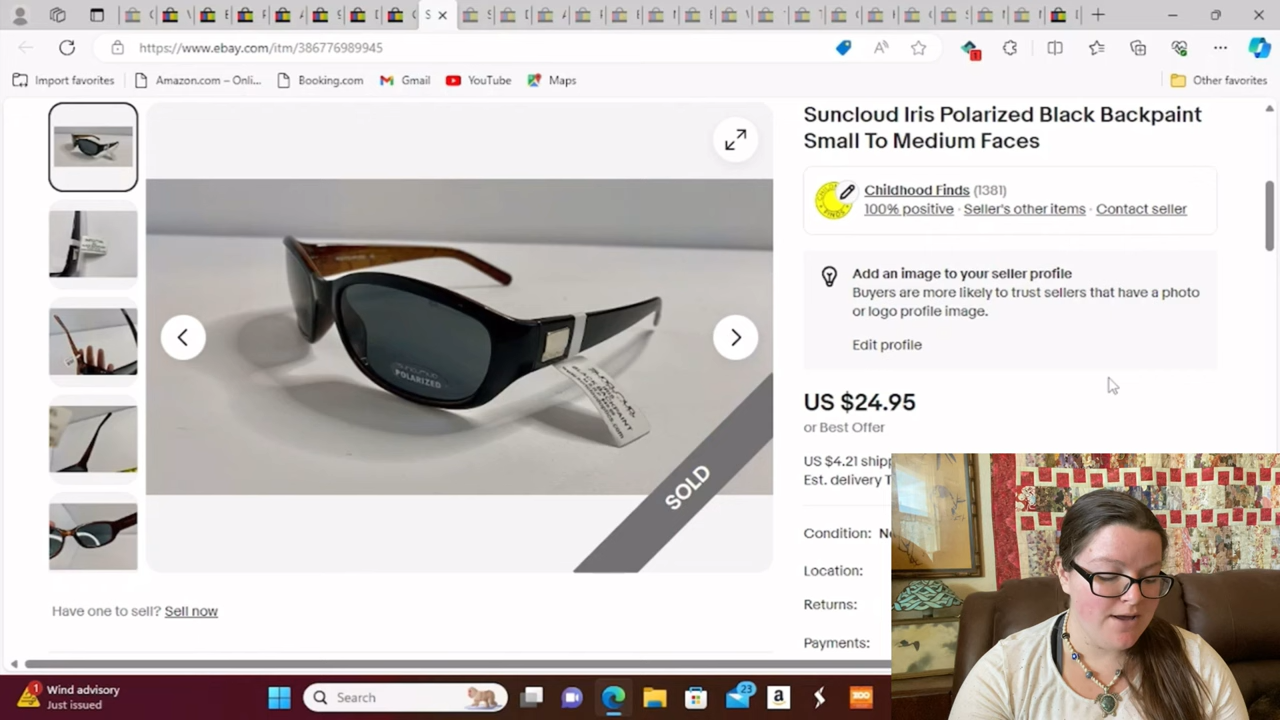 https://www.ebay.com/itm/386776989945
Import favorites
Amazon.com – Onli...
Booking.com
Gmail
YouTube
Maps
Other favorites
Suncloud Iris Polarized Black Backpaint
Small To Medium Faces
Childhood Finds (1381)
100% positive · Seller's other items · Contact seller
Add an image to your seller profile
Buyers are more likely to trust sellers that have a photo
or logo profile image.
Edit profile
US $24.95
or Best Offer
US $4.21 shipp
Est. delivery T
Condition: Ne
Location:
Returns:
Payments:
POLARIZED
SOLD
Have one to sell? Sell now
1
Wind advisory
Just issued
Search
23